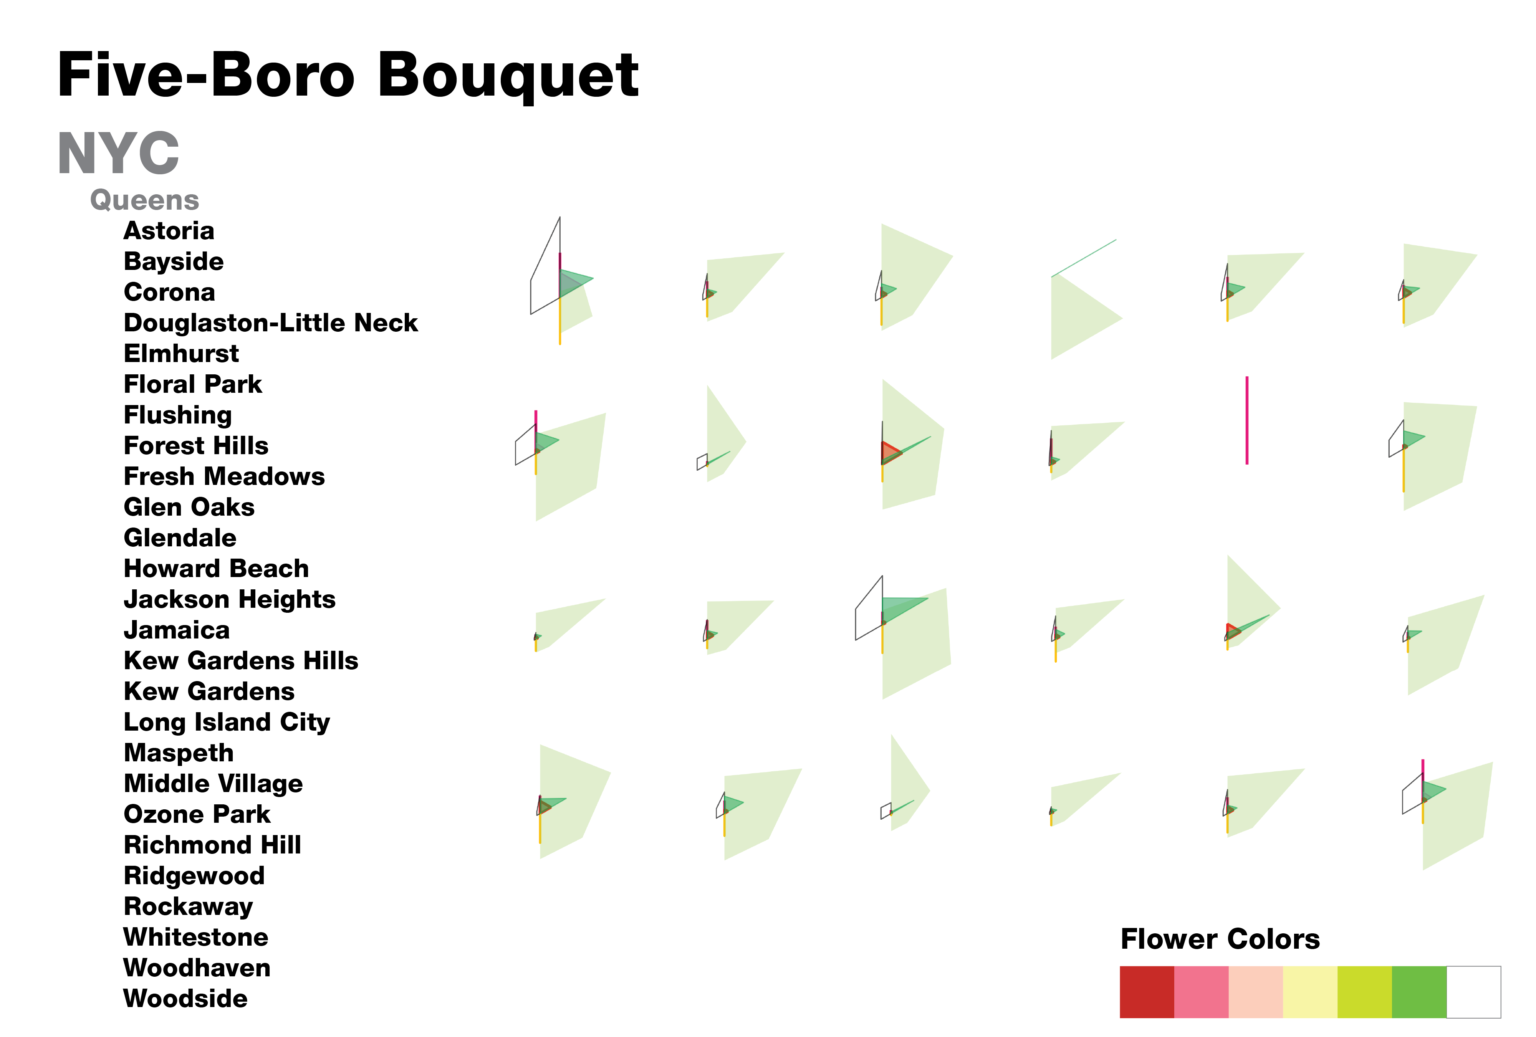 Five-Boro Bouquet
NYC
Queens
Astoria
Bayside
Corona
Douglaston-Little Neck
Elmhurst
Floral Park
Flushing
Forest Hills
Fresh Meadows
Glen Oaks
Glendale
Howard Beach
Jackson Heights
Jamaica
Kew Gardens Hills
Kew Gardens
Long Island City
Maspeth
Middle Village
Ozone Park
Richmond Hill
Ridgewood
Rockaway
Whitestone
Woodhaven
Woodside
Flower Colors